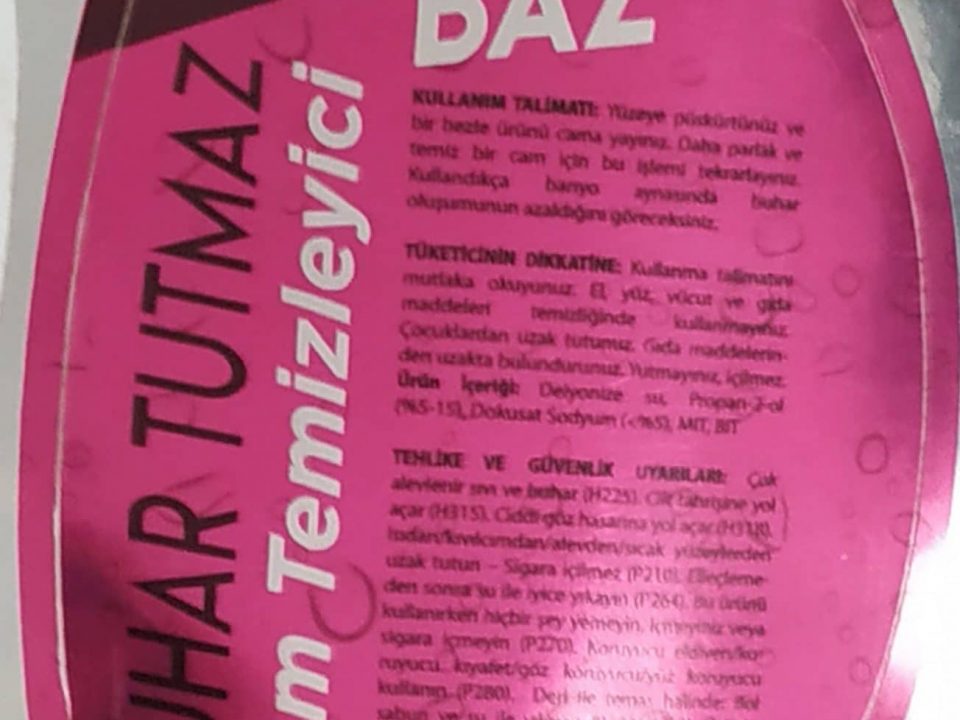 BAZ
UHAR TUTMAZ
m Temizleyici
KULLANIM TALİMATI: Yüzeye püskürtünüz ve
bir bezle ürünü cama yayınız. Daha parlak ve
temiz bir cam için bu işlemi tekrarlayınız.
Kullandıkça banyo aynasında buhar
oluşumunun azaldığını göreceksiniz.
TÜKETİCİNİN DİKKATİNE: Kullanma talimatını
mutlaka okuyunuz. El, yüz, vücut ve gıda
maddeleri temizliğinde kullanmayınız.
Çocuklardan uzak tutunuz. Gıda maddelerin-
den uzakta bulundurunuz. Yutmayınız, içilmez.
Ürün İçeriği: Deiyonize su, Propan-2-ol
(%5-15), Dokusat Sodyum (<%5), MIT, BIT
TEHLİKE VE GÜVENLİK UYARILARI: Çok
alevlenir sıvı ve buhar (H225). Cilt tahrişine yol
açar (H315). Ciddi göz hasarına yol açar (H318).
Isıdan/kıvılcımdan/alevden/sıcak yüzeylerden
uzak tutun – Sigara içilmez (P210). Elleçleme-
den sonra su ile iyice yıkayın (P264). Bu ürünü
kullanırken hiçbir şey yemeyin, içmeyiniz veya
sigara içmeyin (P270). Koruyucu eldiven/ko-
ruyucu kıyafet/göz koruyucu/yüz koruyucu
kullanın (P280). Deri ile temas halinde: Bol
sabun ve su ile